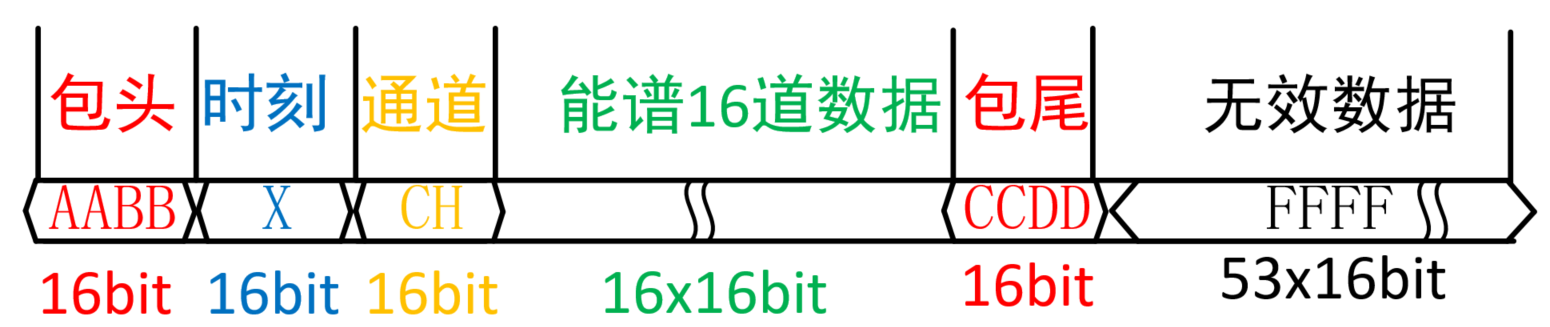 包头 时刻 通道 能谱16道数据 包尾 无效数据
AABB X CH CCDD FFFF
16bit 16bit 16bit 16x16bit 16bit 53x16bit